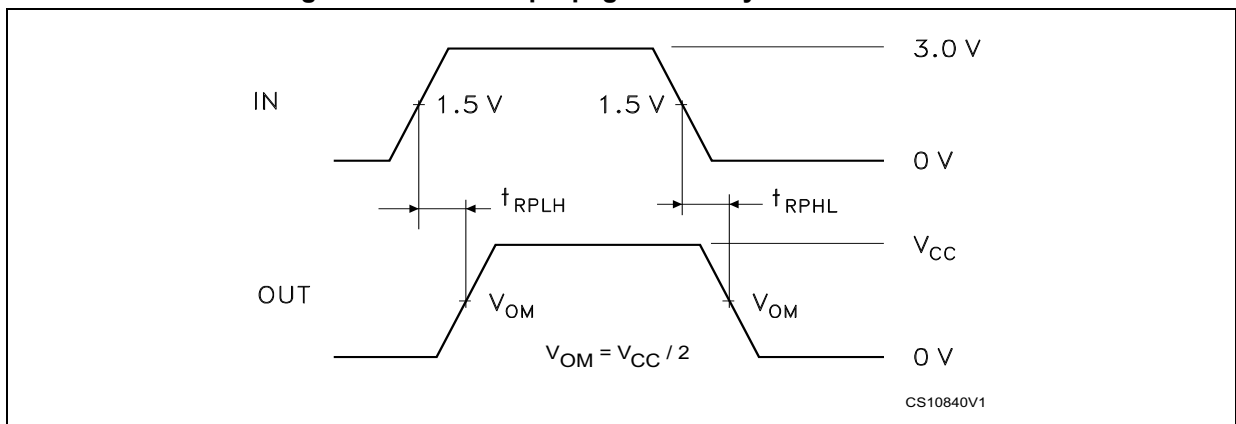 3.0 V
IN
1.5 V
1.5 V
0 V
tRPLH
tRPHL
VCC
OUT
VOM
VOM
VOM = VCC / 2
0 V
CS10840V1